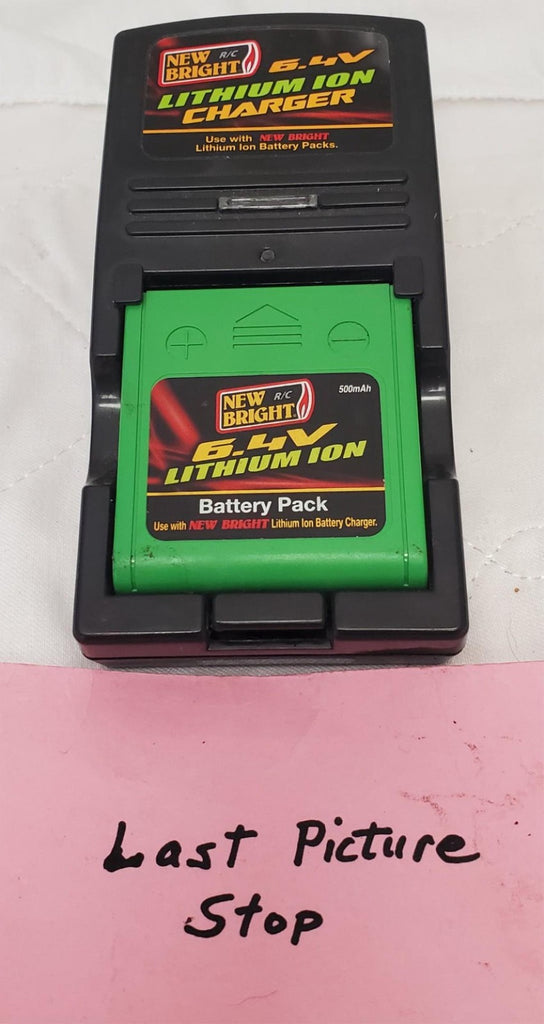 NEW BRIGHT R/C 6.4V
LITHIUM ION
CHARGER
Use with NEW BRIGHT
Lithium Ion Battery Packs.
+ −
NEW BRIGHT R/C 500mAh
6.4V
LITHIUM ION
Battery Pack
Use with NEW BRIGHT Lithium Ion Battery Charger.
Last Picture
Stop